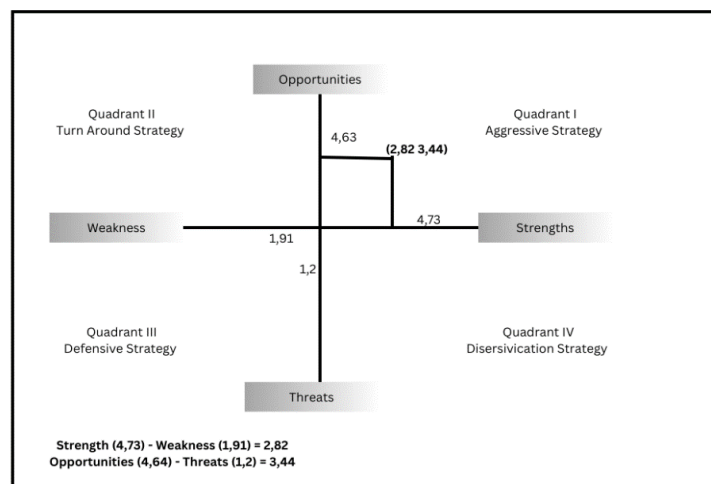 Opportunities
Quadrant II
Turn Around Strategy
Quadrant I
Aggressive Strategy
4,63
(2,82 3,44)
Weakness
4,73
Strengths
1,91
1,2
Quadrant III
Defensive Strategy
Quadrant IV
Disersivication Strategy
Threats
Strength (4,73) - Weakness (1,91) = 2,82
Opportunities (4,64) - Threats (1,2) = 3,44